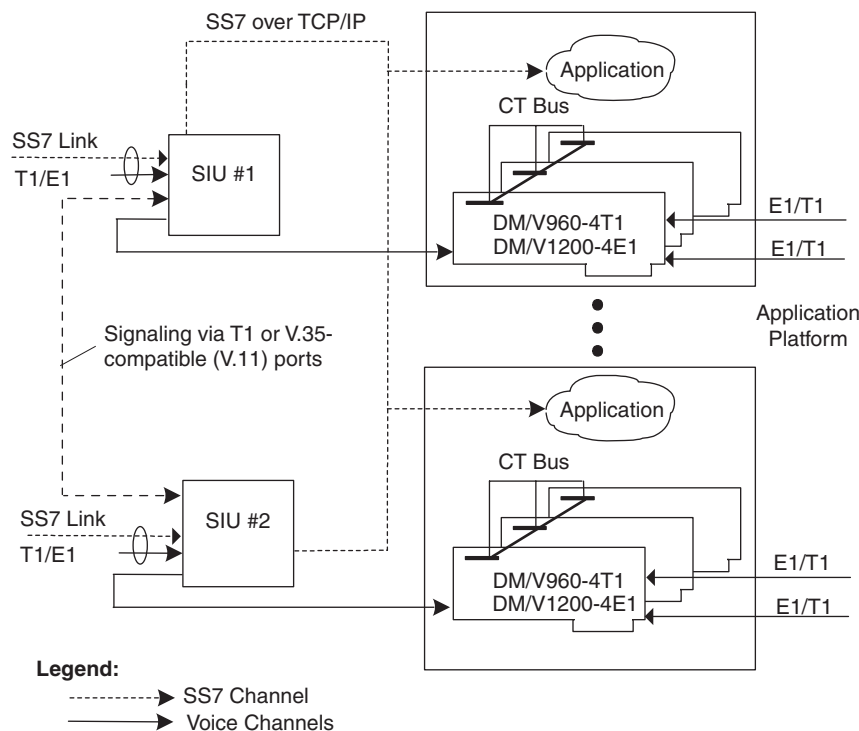 SS7 over TCP/IP
Application
CT Bus
SS7 Link
T1/E1
SIU #1
DM/V960-4T1
DM/V1200-4E1
E1/T1
E1/T1
Signaling via T1 or V.35-
compatible (V.11) ports
Application
Platform
Application
CT Bus
SS7 Link
T1/E1
SIU #2
DM/V960-4T1
DM/V1200-4E1
E1/T1
E1/T1
Legend:
SS7 Channel
Voice Channels